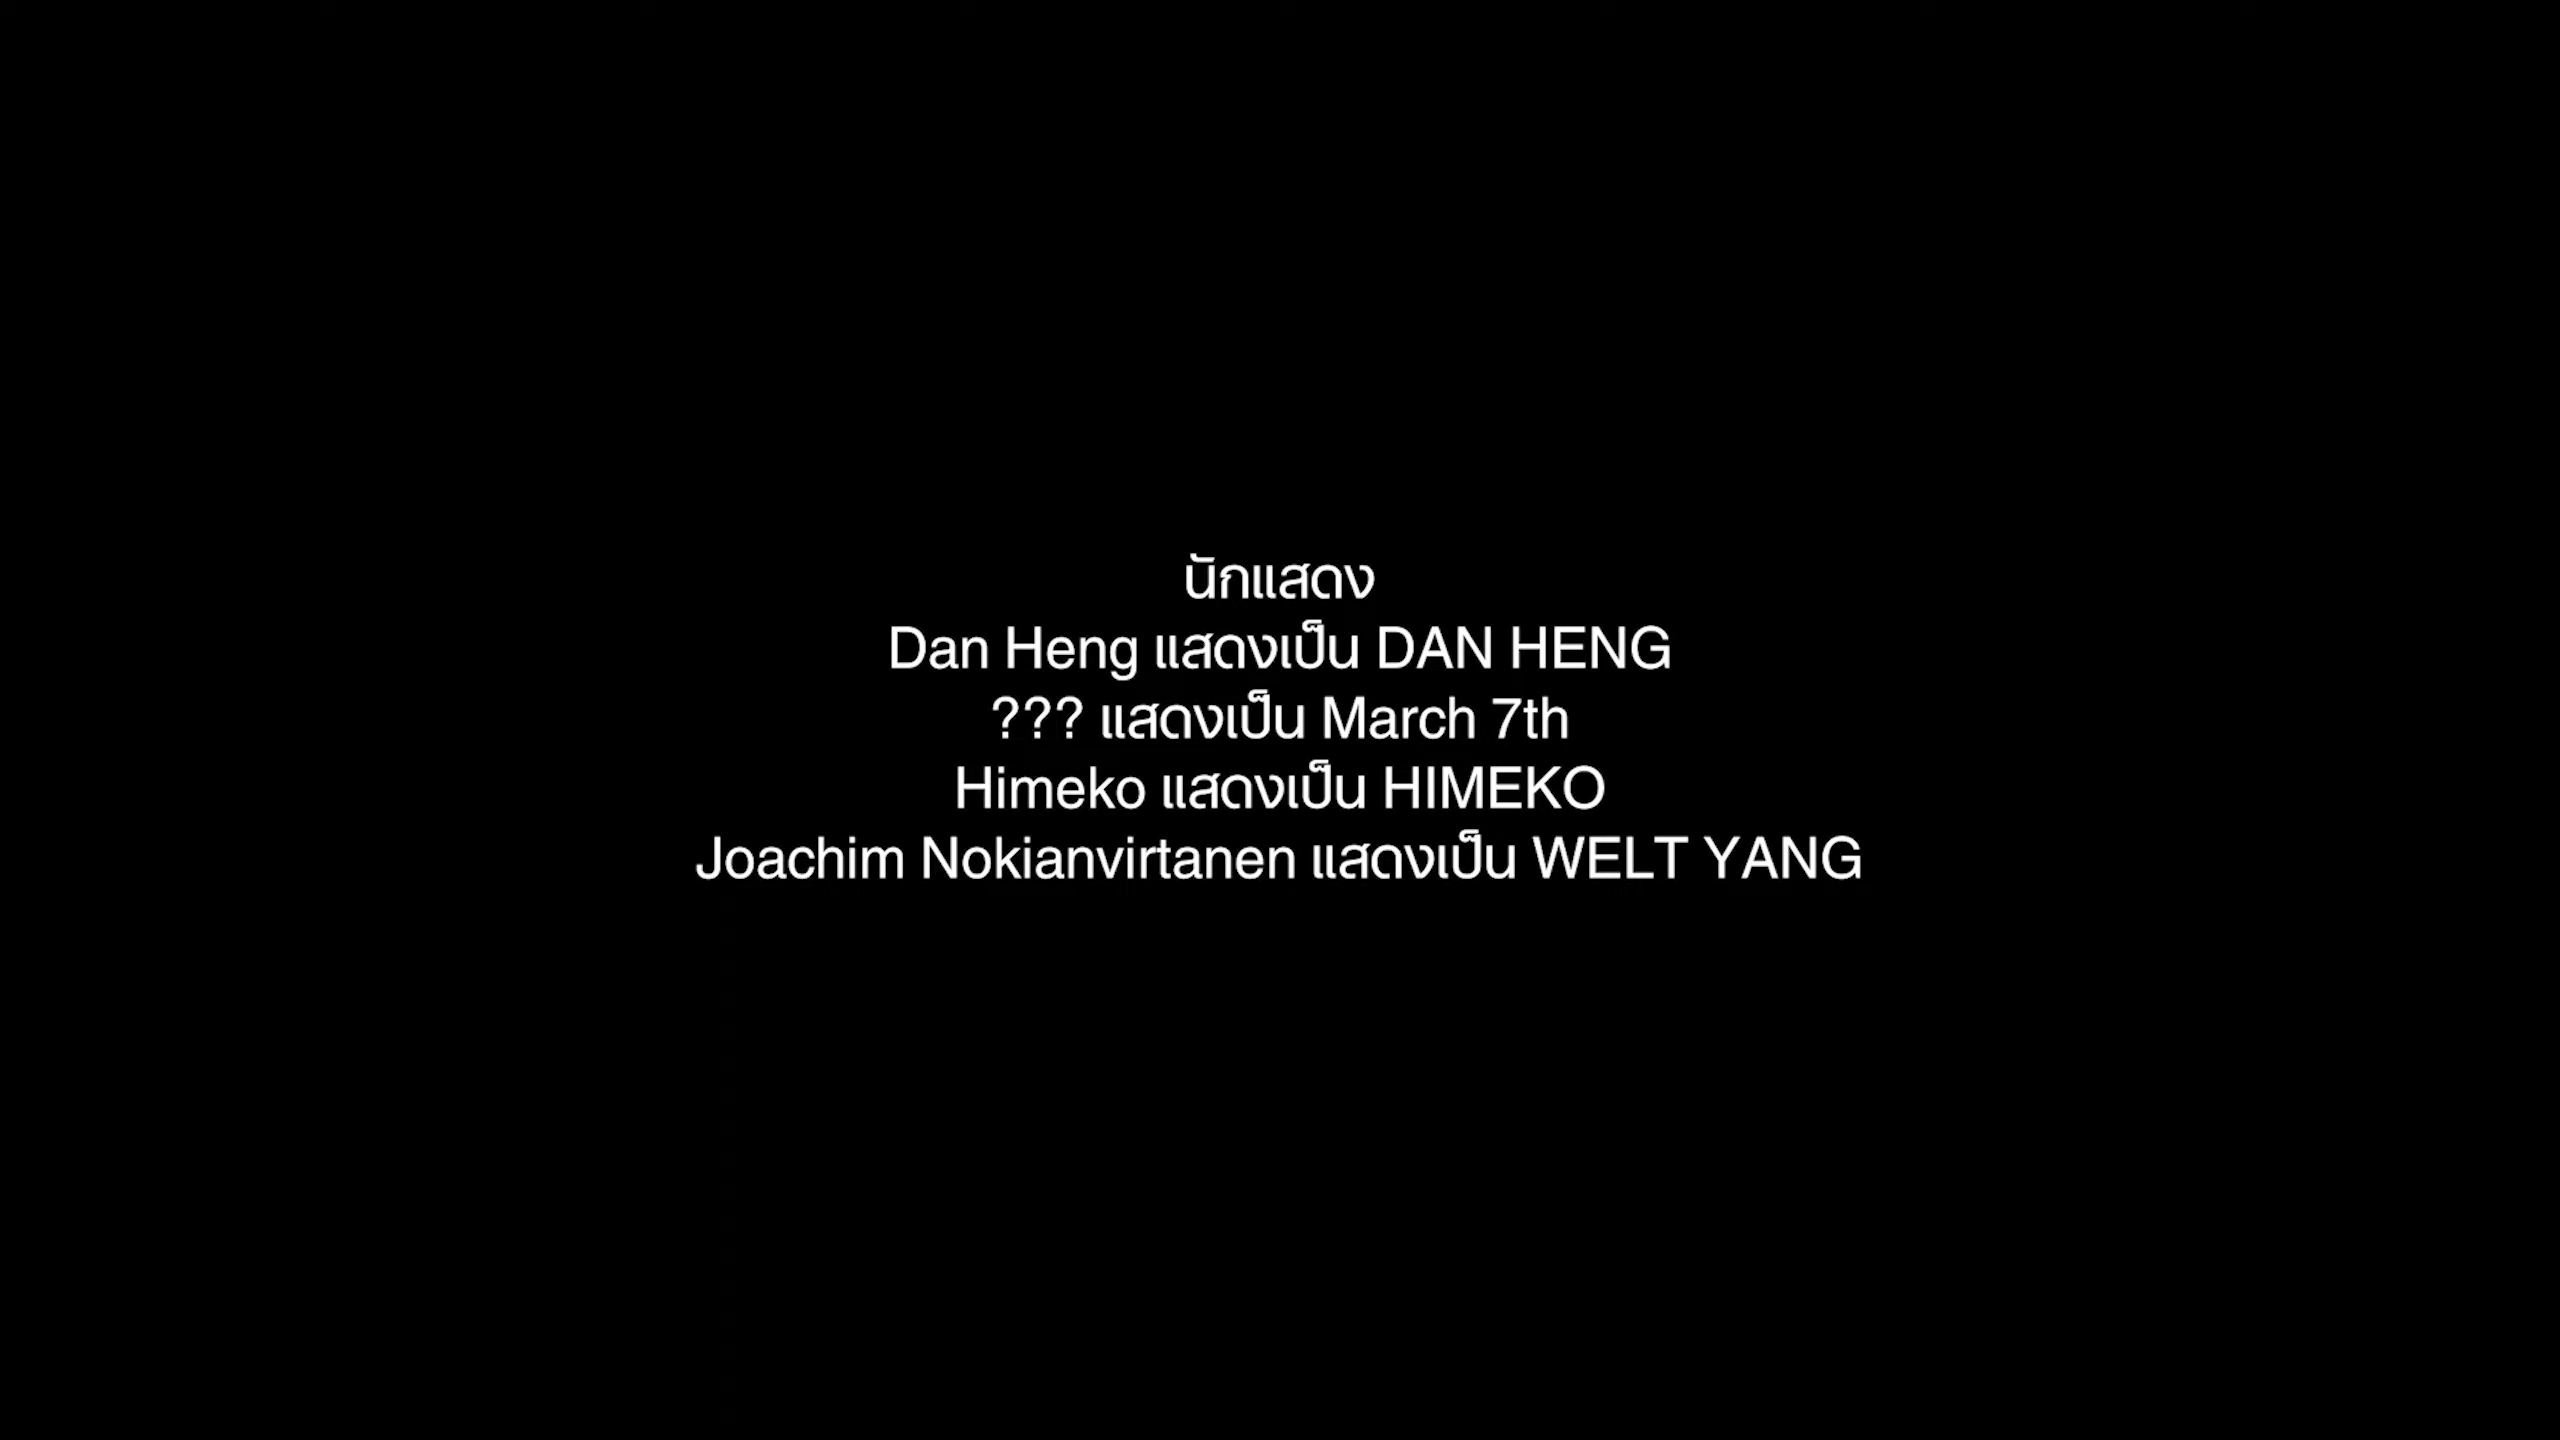 นักแสดง
Dan Heng แสดงเป็น DAN HENG
??? แสดงเป็น March 7th
Himeko แสดงเป็น HIMEKO
Joachim Nokianvirtanen แสดงเป็น WELT YANG